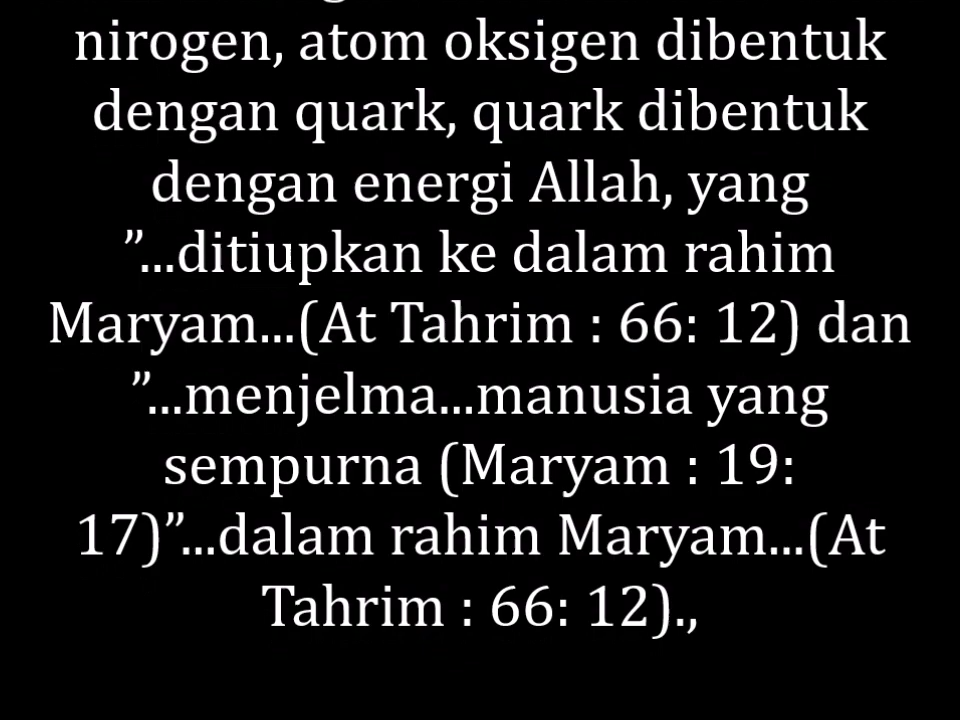 nirogen, atom oksigen dibentuk
dengan quark, quark dibentuk
dengan energi Allah, yang
”...ditiupkan ke dalam rahim
Maryam...(At Tahrim : 66: 12) dan
”...menjelma...manusia yang
sempurna (Maryam : 19:
17)”...dalam rahim Maryam...(At
Tahrim : 66: 12).,